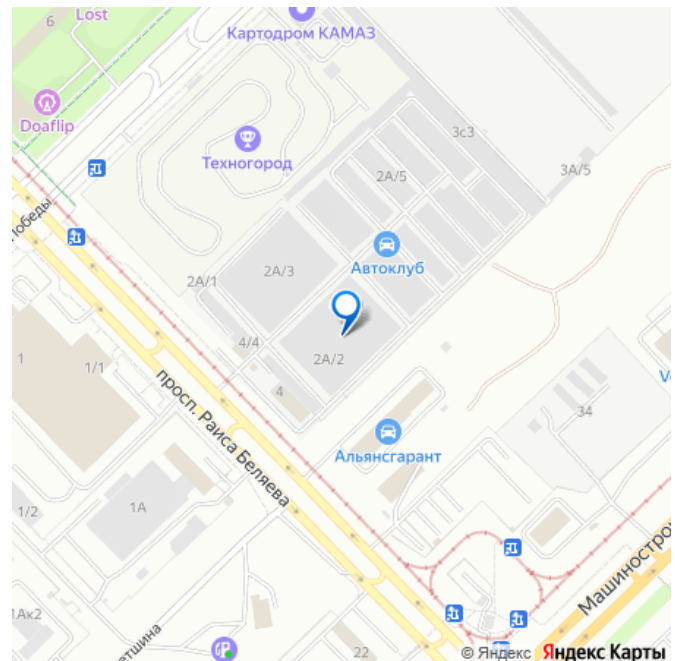 6
Lost
Картодром КАМАЗ
Doaflip
Техногород
3с3
2А/5
3А/5
Победы
Автоклуб
2А/3
2А/1
4/4
2А/2
1
1/1
4
просп. Раиса Беляева
34
Альянсгарант
1/2
1А
Машиностро
1Ак2
етшина
22
© Яндекс Яндекс Карты